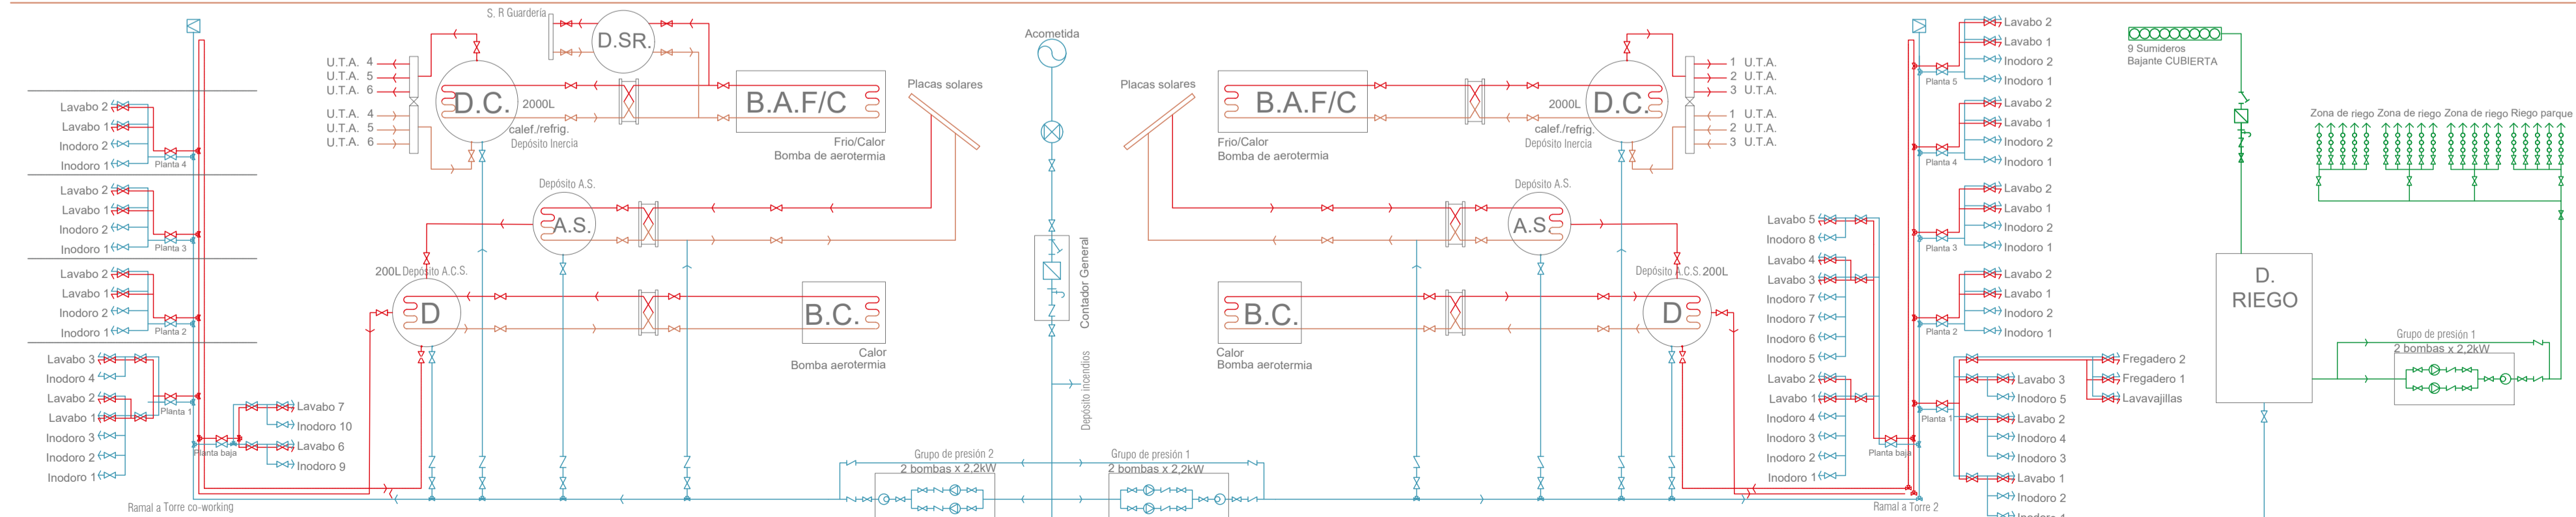 S. R Guardería
D.SR.
U.T.A. 4
U.T.A. 5
U.T.A. 6
U.T.A. 4
U.T.A. 5
U.T.A. 6
D.C.
2000L
calef./refrig.
Depósito Inercia
B.A.F/C
Frio/Calor
Bomba de aerotermia
Placas solares
Lavabo 2
Lavabo 1
Inodoro 2
Inodoro 1
Planta 4
Lavabo 2
Lavabo 1
Inodoro 2
Inodoro 1
Planta 3
Lavabo 2
Lavabo 1
Inodoro 2
Inodoro 1
Planta 2
Lavabo 3
Inodoro 4
Lavabo 2
Lavabo 1
Inodoro 3
Inodoro 2
Inodoro 1
Planta 1
Planta baja
Lavabo 7
Inodoro 10
Lavabo 6
Inodoro 9
Ramal a Torre co-working
Depósito A.S.
A.S.
200L Depósito A.C.S.
D
B.C.
Calor
Bomba aerotermia
Acometida
Contador General
Depósito incendios
Grupo de presión 2
2 bombas x 2,2kW
Grupo de presión 1
2 bombas x 2,2kW
Placas solares
B.A.F/C
Frio/Calor
Bomba de aerotermia
2000L
D.C.
calef./refrig.
Depósito Inercia
1 U.T.A.
2 U.T.A.
3 U.T.A.
1 U.T.A.
2 U.T.A.
3 U.T.A.
Depósito A.S.
A.S.
Depósito A.C.S. 200L
D
B.C.
Calor
Bomba aerotermia
Lavabo 5
Inodoro 8
Lavabo 4
Lavabo 3
Inodoro 7
Inodoro 7
Inodoro 6
Inodoro 5
Lavabo 2
Lavabo 1
Inodoro 4
Inodoro 3
Inodoro 2
Inodoro 1
Planta baja
Ramal a Torre 2
Lavabo 2
Lavabo 1
Inodoro 2
Inodoro 1
Planta 5
Lavabo 2
Lavabo 1
Inodoro 2
Inodoro 1
Planta 4
Lavabo 2
Lavabo 1
Inodoro 2
Inodoro 1
Planta 3
Lavabo 2
Lavabo 1
Inodoro 2
Inodoro 1
Planta 2
Fregadero 2
Fregadero 1
Lavavajillas
Lavabo 3
Inodoro 5
Lavabo 2
Inodoro 4
Inodoro 3
Lavabo 1
Inodoro 2
Planta 1
9 Sumideros
Bajante CUBIERTA
Zona de riego
Zona de riego
Zona de riego
Riego parque
D.
RIEGO
Grupo de presión 1
2 bombas x 2,2kW